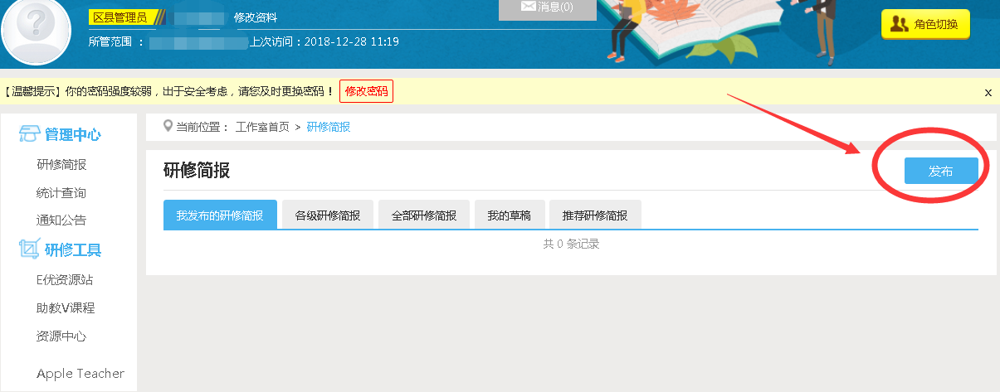 区县管理员 修改资料 消息(0)
角色切换
所管范围 ： 上次访问：2018-12-28 11:19
【温馨提示】你的密码强度较弱，出于安全考虑，请您及时更换密码！ 修改密码 x
管理中心
研修简报
统计查询
通知公告
研修工具
E优资源站
助教V课程
资源中心
Apple Teacher
当前位置： 工作室首页 > 研修简报
研修简报 发布
我发布的研修简报 各级研修简报 全部研修简报 我的草稿 推荐研修简报
共 0 条记录